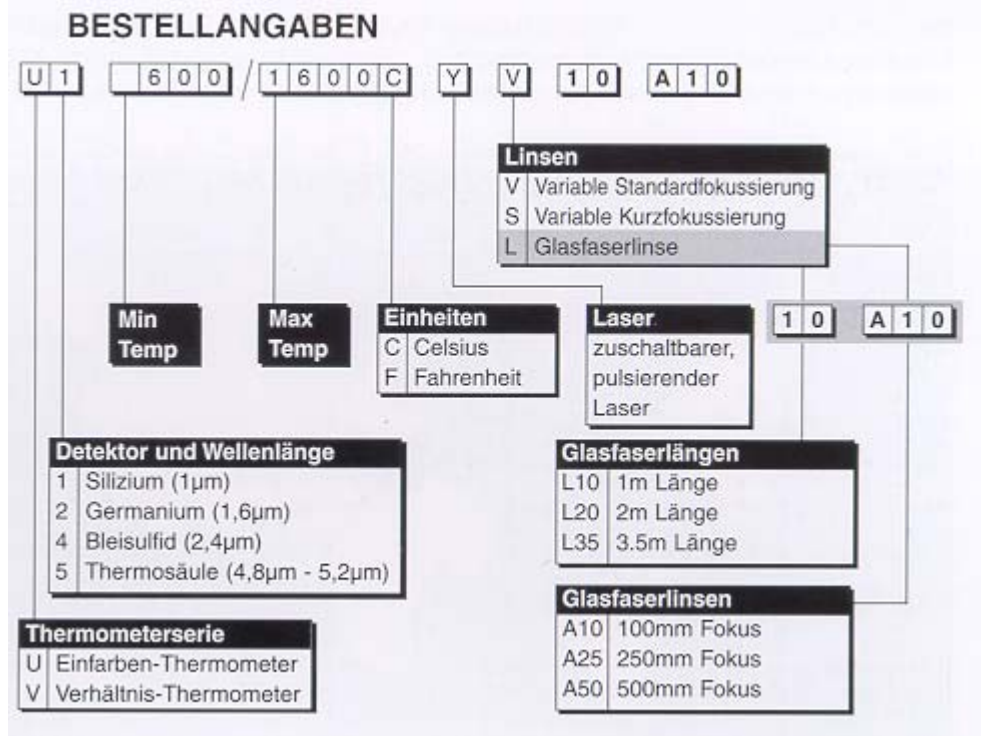 BESTELLANGABEN
U1 600/1600C Y V 10 A10
Linsen
V Variable Standardfokussierung
S Variable Kurzfokussierung
L Glasfaserlinse
Min
Temp
Max
Temp
Einheiten
C Celsius
F Fahrenheit
Laser
zuschaltbarer,
pulsierender
Laser
10 A10
Detektor und Wellenlänge
1 Silizium (1µm)
2 Germanium (1,6µm)
4 Bleisulfid (2,4µm)
5 Thermosäule (4,8µm - 5,2µm)
Glasfaserlängen
L10 1m Länge
L20 2m Länge
L35 3.5m Länge
Glasfaserlinsen
A10 100mm Fokus
A25 250mm Fokus
A50 500mm Fokus
Thermometerserie
U Einfarben-Thermometer
V Verhältnis-Thermometer